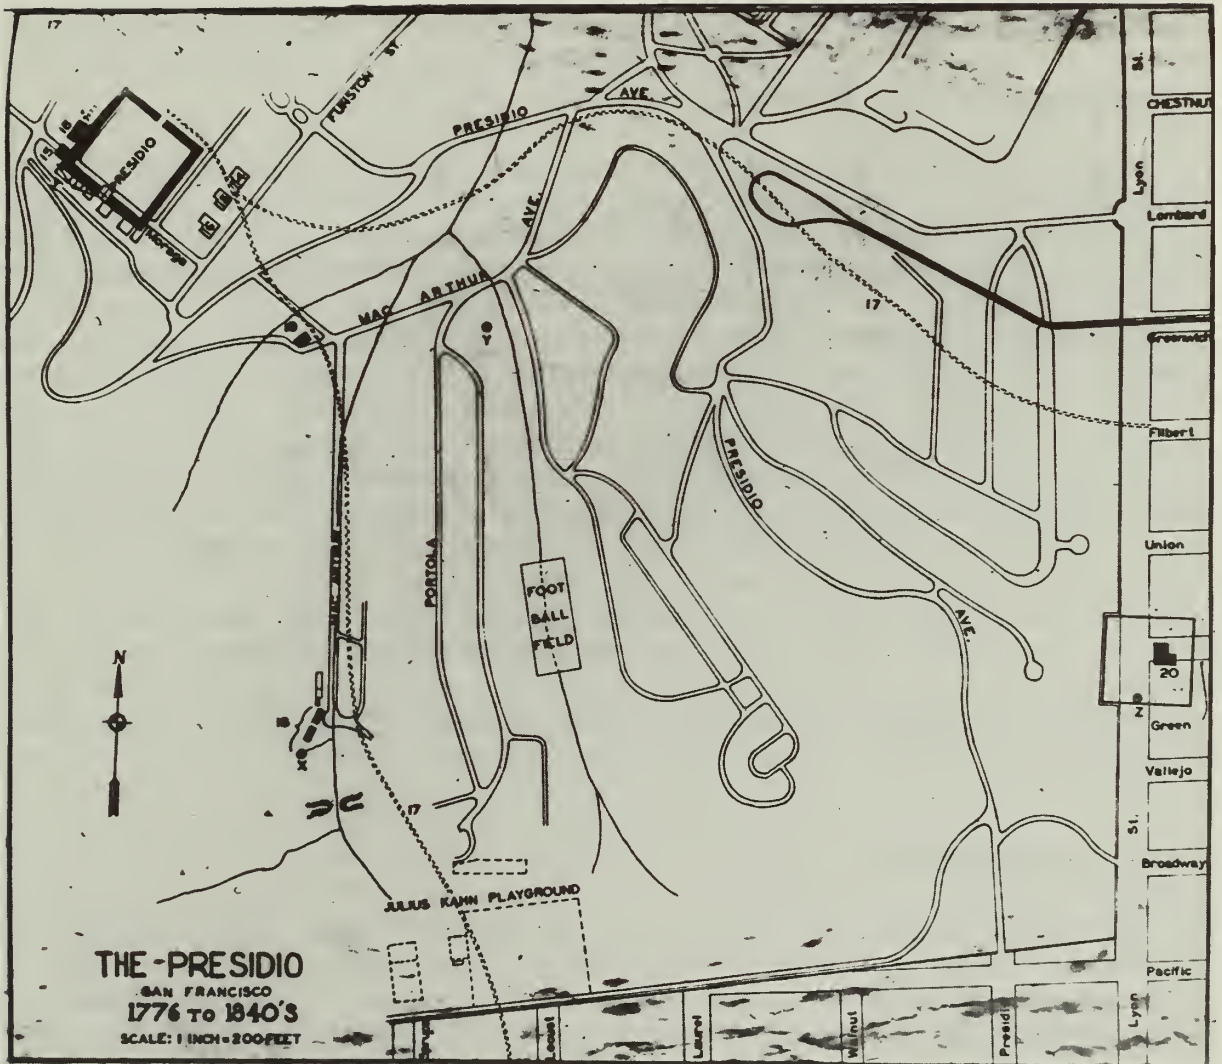 17
FUNSTON ST
PRESIDIO AVE.
CHESTNUT
St.
Lyon
Lombard
PRESIDIO
15
Moraga
MAC ARTHUR
AVE.
Y
17
Greenwich
Filbert
PRESIDIO
AVE.
PORTOLA
FOOT
BALL
FIELD
Union
20
N
Green
Vallejo
St.
Broadway
N
X
17
JULIUS KAHN PLAYGROUND
Pacific
Lyon
THE-PRESIDIO
SAN FRANCISCO
1776 TO 1840'S
SCALE: 1 INCH = 200 FEET
Locust
Laurel
Walnut